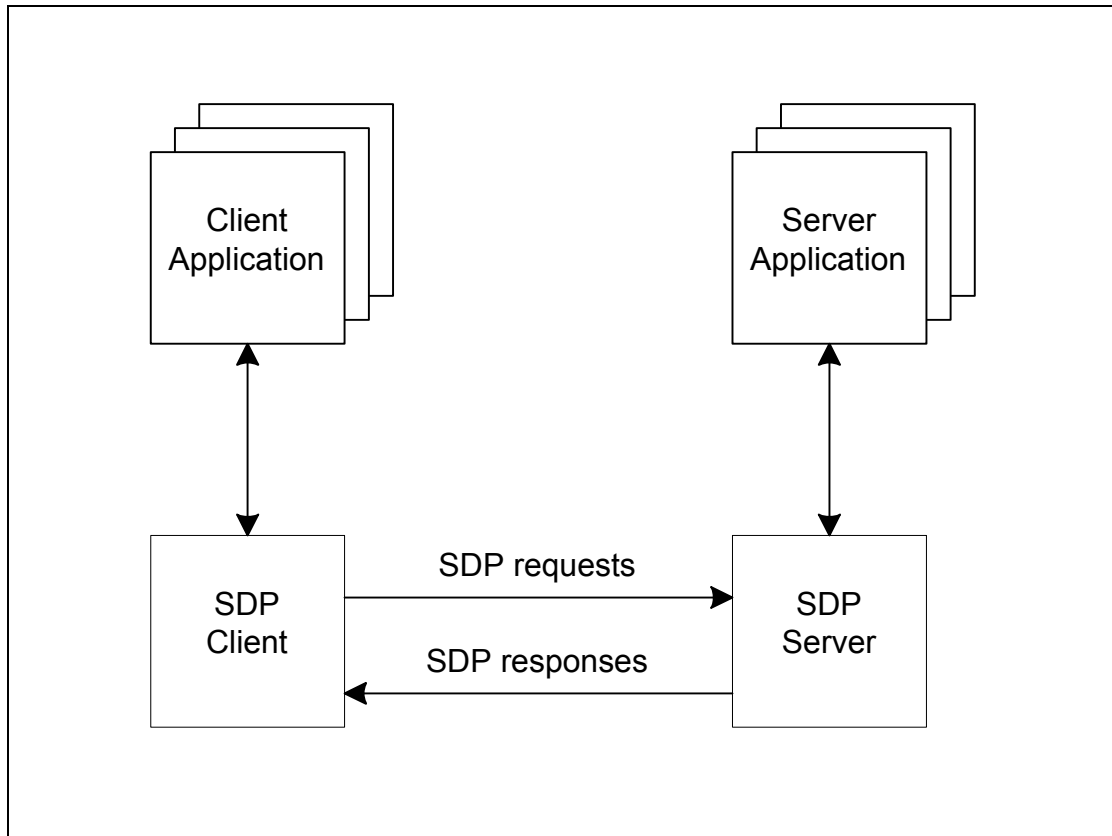 Client
Application
Server
Application
SDP requests
SDP
Client
SDP
Server
SDP responses